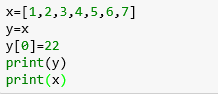 x=[1,2,3,4,5,6,7]
y=x
y[0]=22
print(y)
print(x)